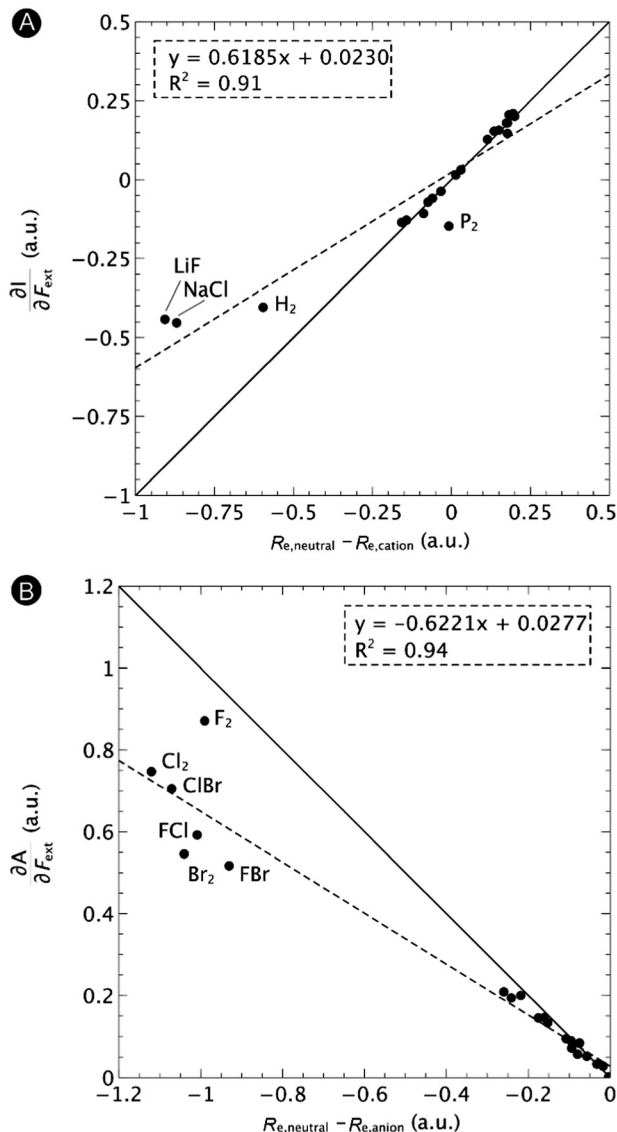 A
y = 0.6185x + 0.0230
R² = 0.91
0.5
0.25
0
−0.25
−0.5
−0.75
−1
∂I
∂Fext
(a.u.)
LiF
NaCl
H₂
P₂
−1
−0.75
−0.5
−0.25
0
0.25
0.5
Re,neutral − Re,cation (a.u.)
B
y = −0.6221x + 0.0277
R² = 0.94
1.2
1
0.8
0.6
0.4
0.2
0
∂A
∂Fext
(a.u.)
F₂
Cl₂
ClBr
FCl
Br₂
FBr
−1.2
−1
−0.8
−0.6
−0.4
−0.2
0
Re,neutral − Re,anion (a.u.)